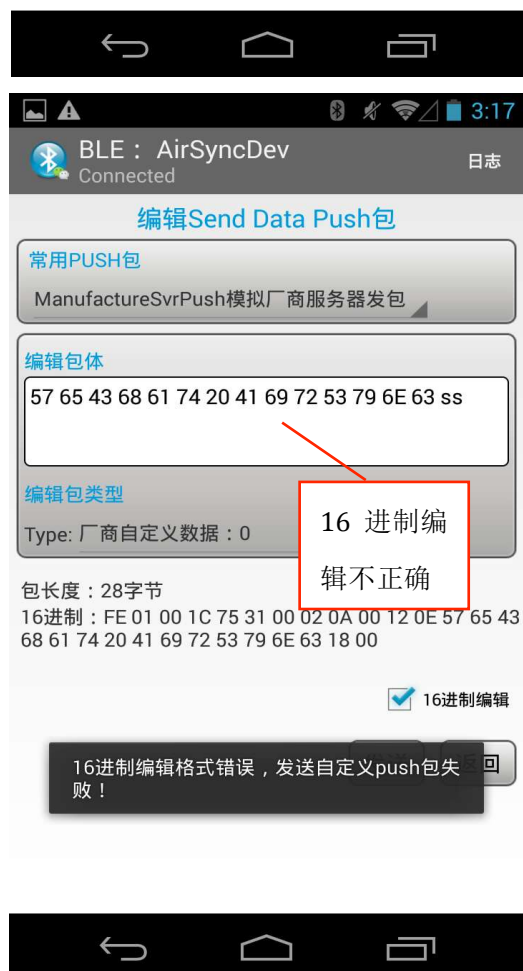 3:17
BLE： AirSyncDev
Connected
日志
编辑Send Data Push包
常用PUSH包
ManufactureSvrPush模拟厂商服务器发包
编辑包体
57 65 43 68 61 74 20 41 69 72 53 79 6E 63 ss
编辑包类型
Type: 厂商自定义数据：0
16 进制编
辑不正确
包长度：28字节
16进制：FE 01 00 1C 75 31 00 02 0A 00 12 0E 57 65 43
68 61 74 20 41 69 72 53 79 6E 63 18 00
16进制编辑
16进制编辑格式错误，发送自定义push包失
败！
回